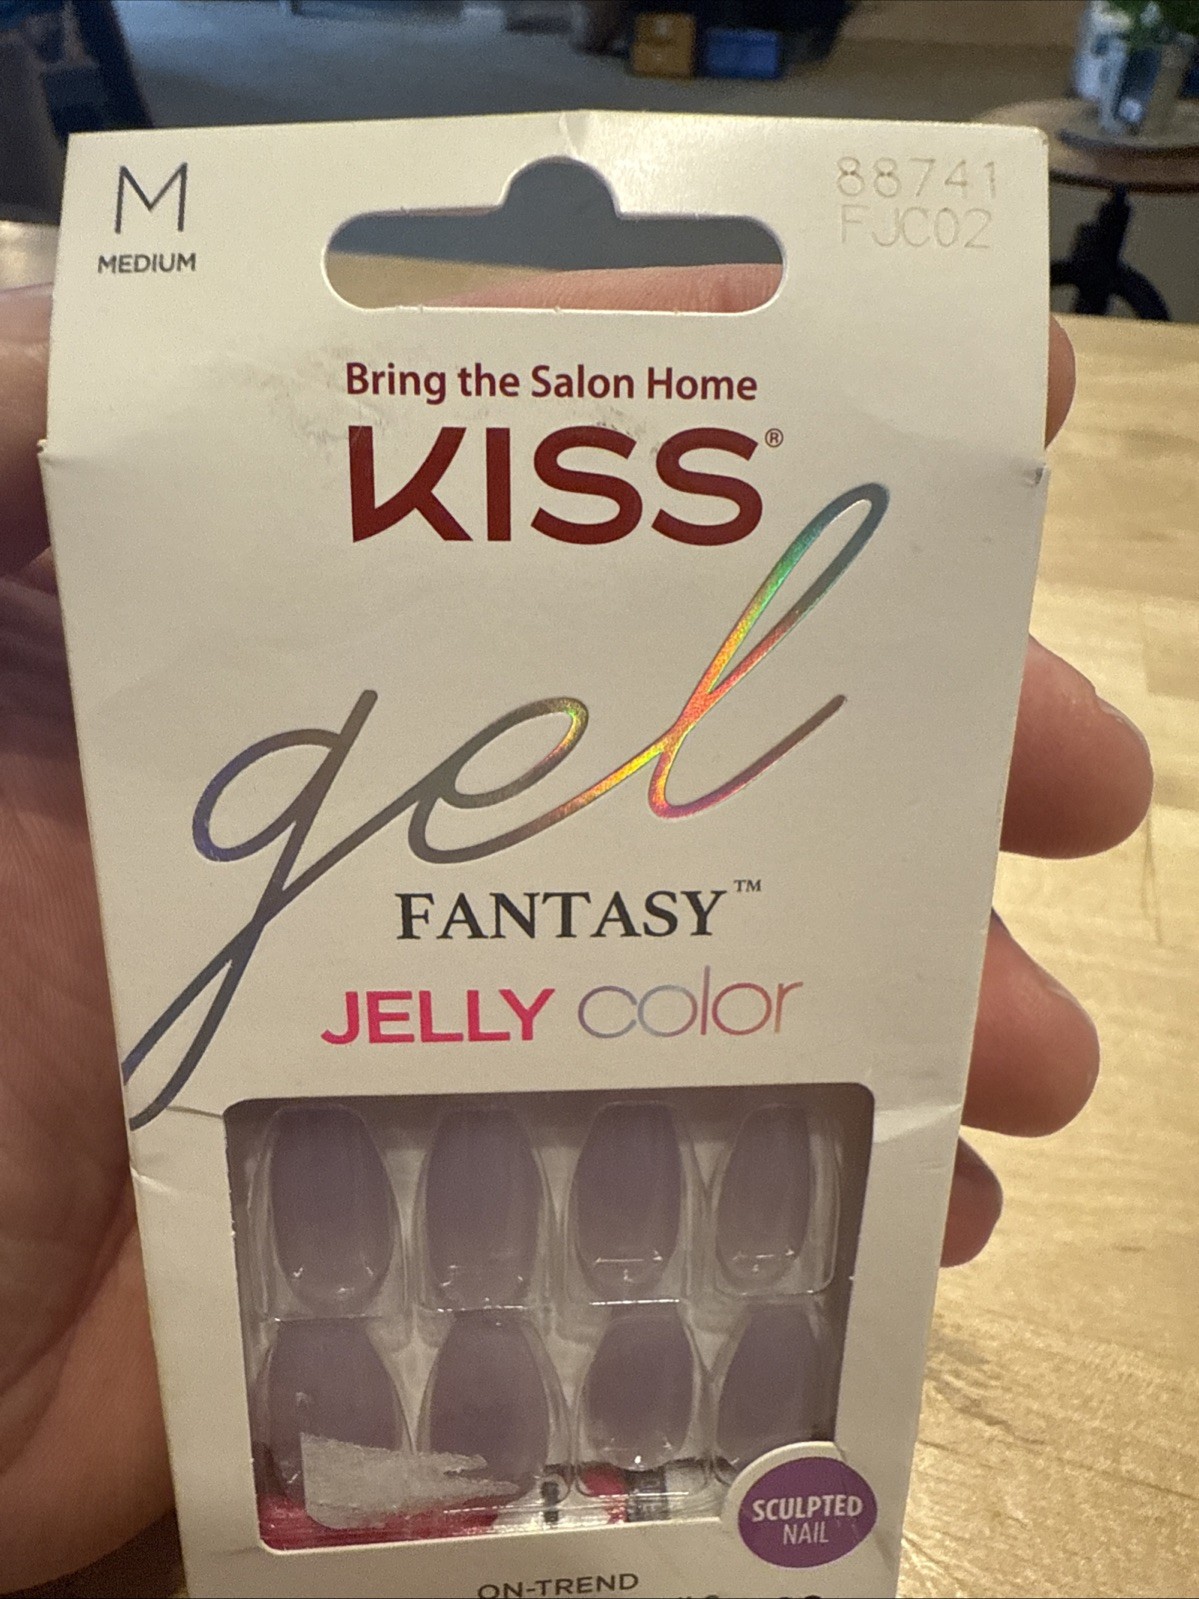 M
MEDIUM
88741
FJC02
Bring the Salon Home
KISS®
gel
FANTASY™
JELLY color
SCULPTED
NAIL
ON-TREND